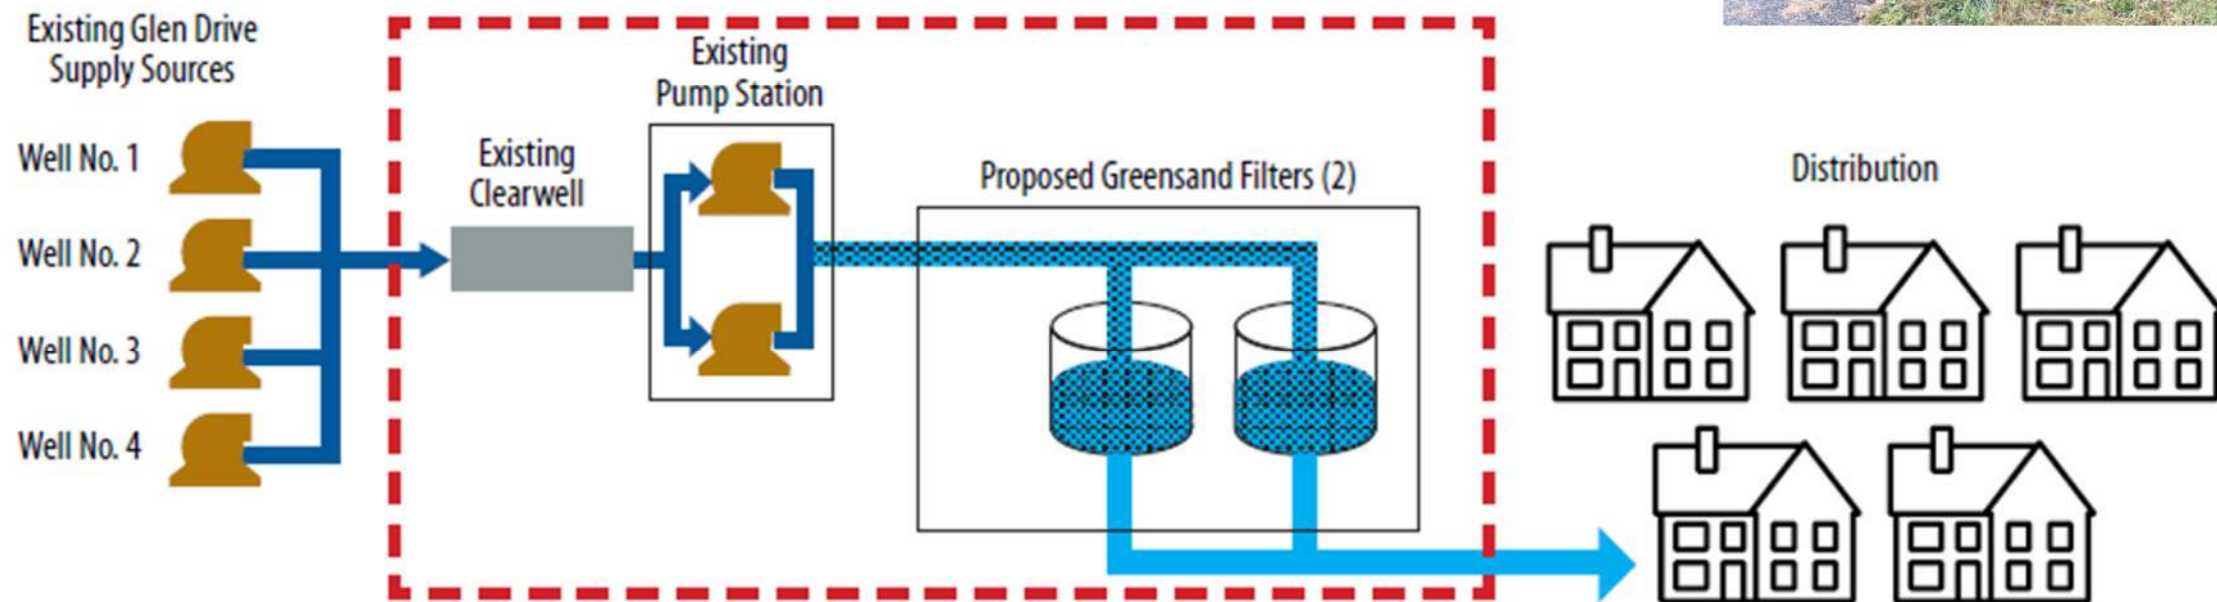 Existing Glen Drive
Supply Sources
Well No. 1
Well No. 2
Well No. 3
Well No. 4
Existing
Clearwell
Existing
Pump Station
Proposed Greensand Filters (2)
Distribution